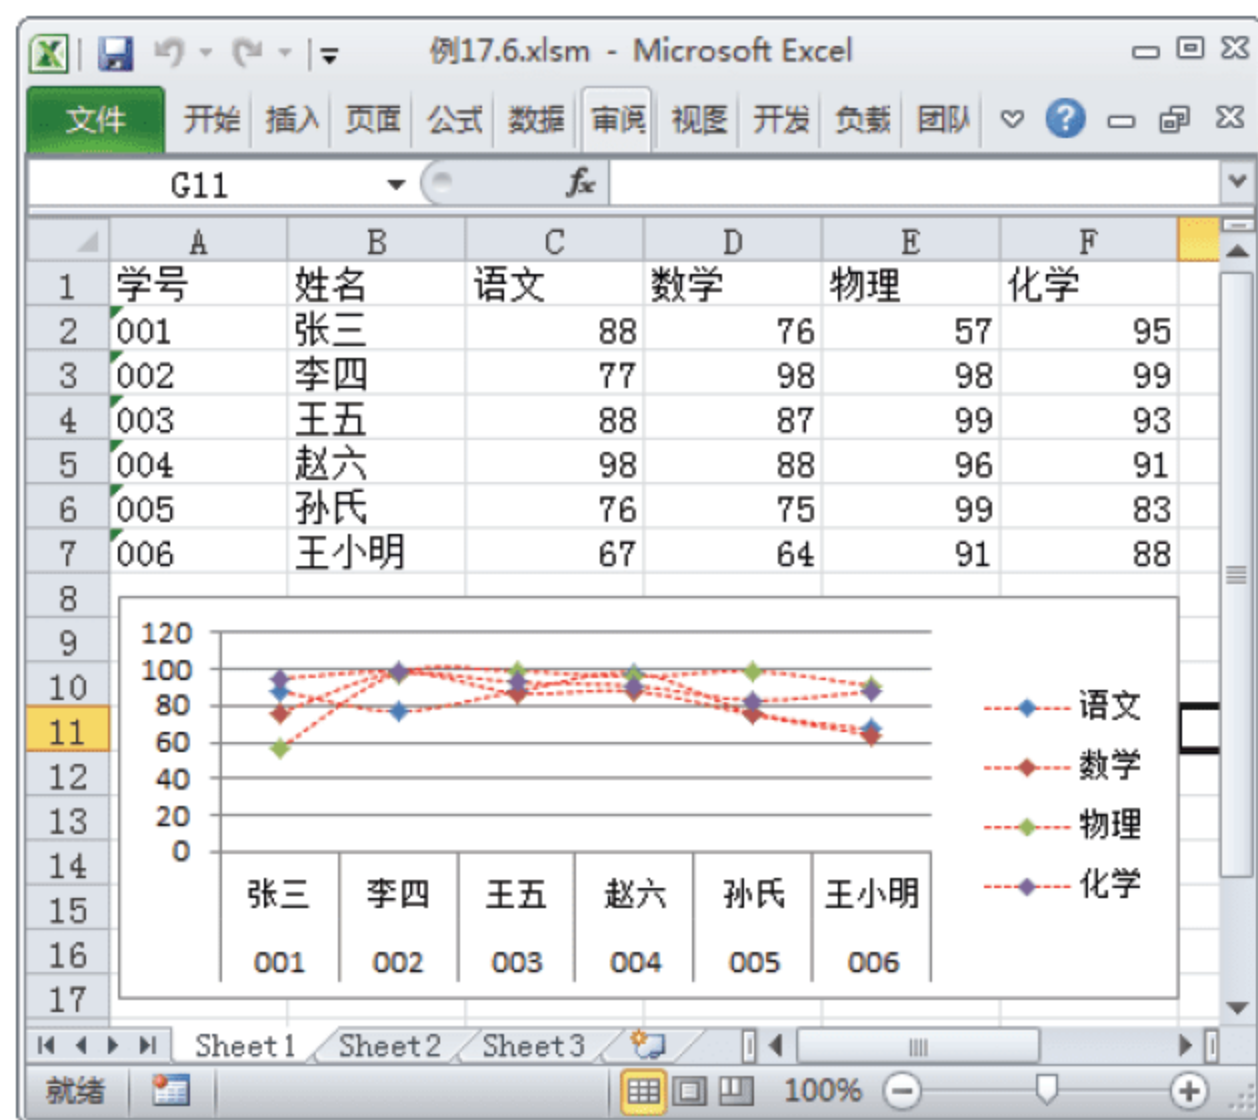 例17.6.xlsm - Microsoft Excel
文件 开始 插入 页面 公式 数据 审阅 视图 开发 负载 团队
G11 fx
A B C D E F
1 学号 姓名 语文 数学 物理 化学
2 001 张三 88 76 57 95
3 002 李四 77 98 98 99
4 003 王五 88 87 99 93
5 004 赵六 98 88 96 91
6 005 孙氏 76 75 99 83
7 006 王小明 67 64 91 88
8
9 120
10 100
80 语文
11 60
数学
12 40
13 20 物理
14 0
化学
15 张三 李四 王五 赵六 孙氏 王小明
16 001 002 003 004 005 006
17
Sheet1 Sheet2 Sheet3
就绪 100%